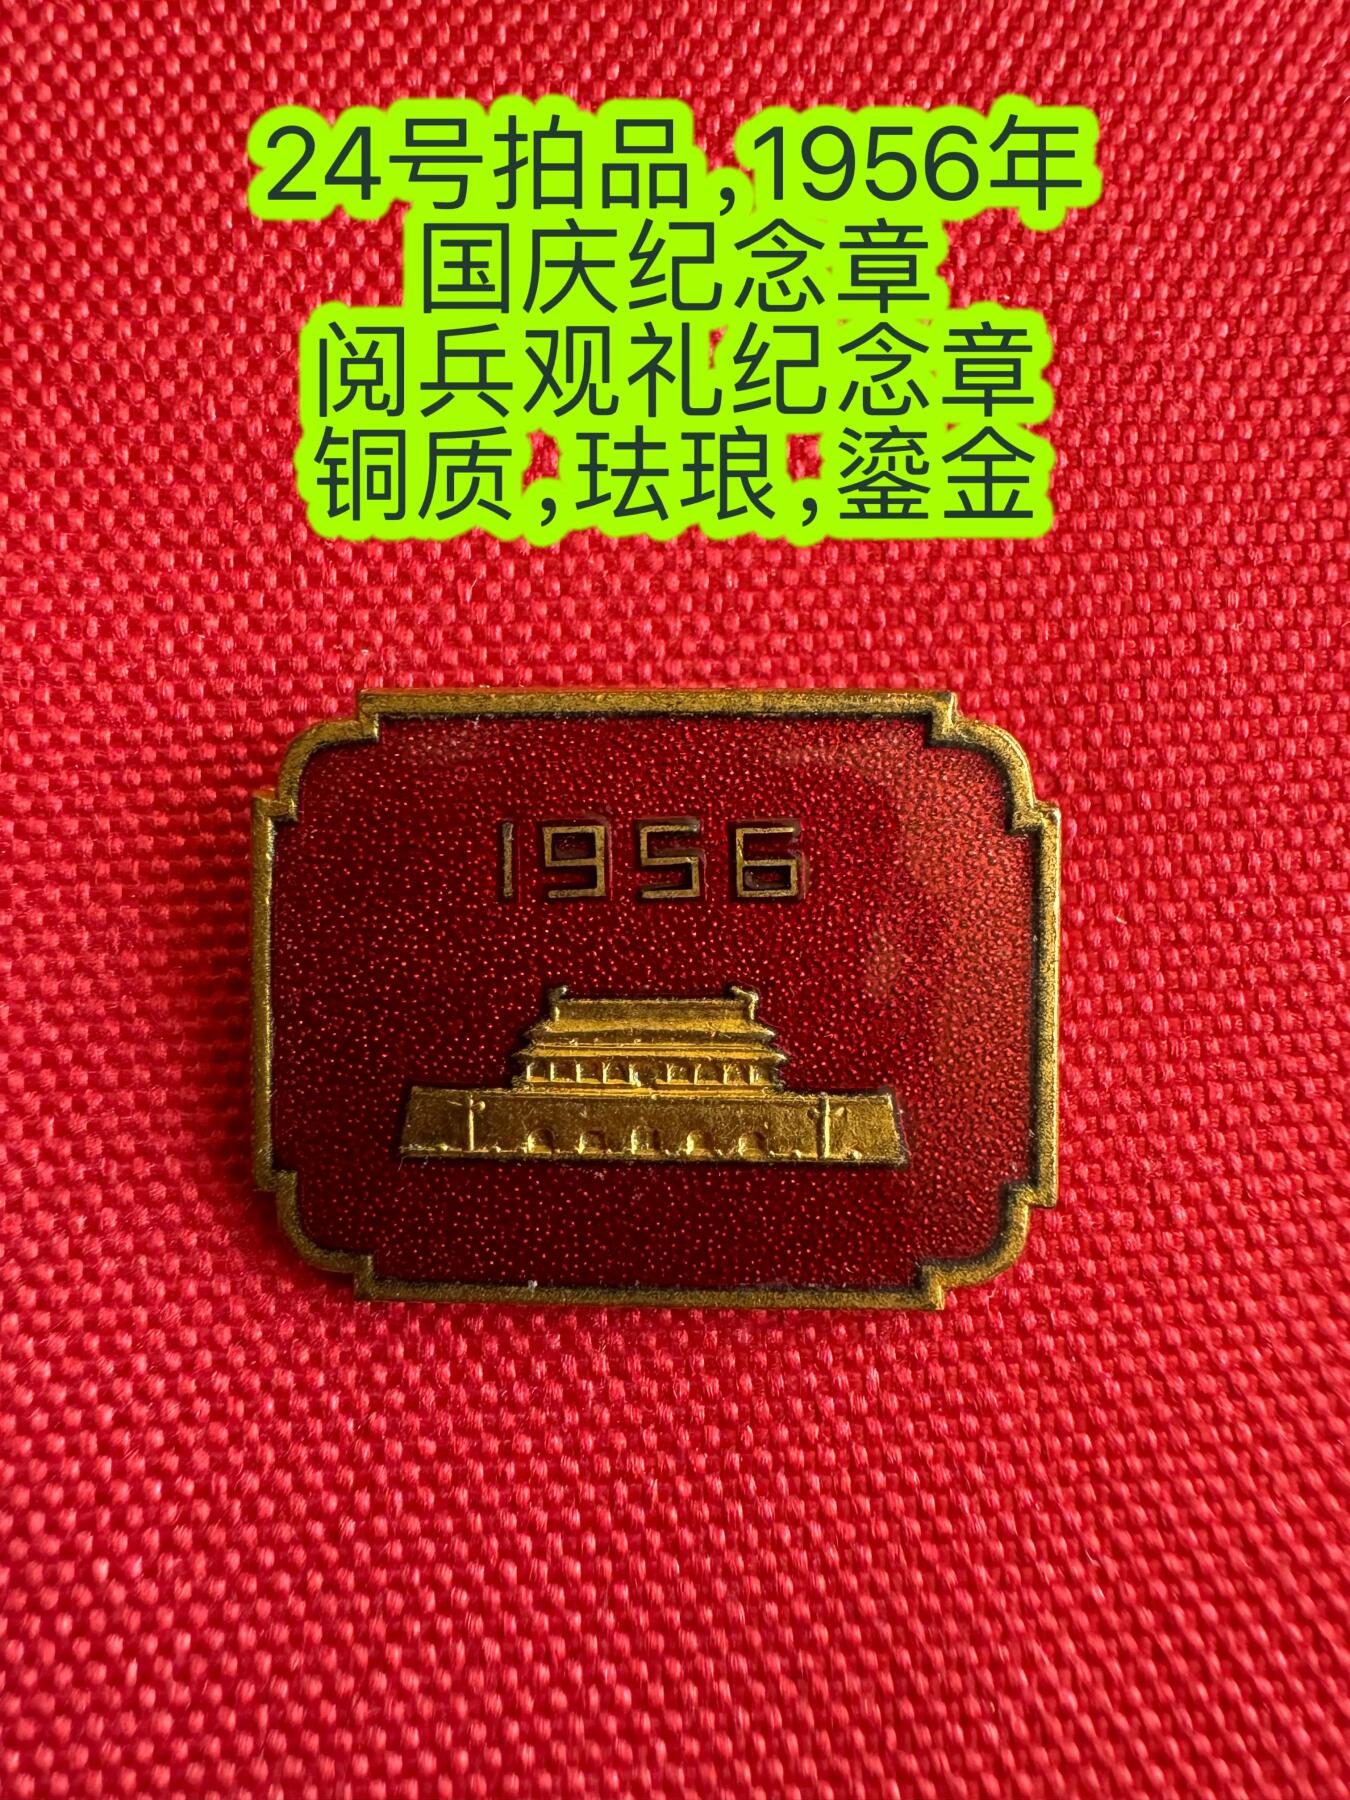 24号拍品,1956年
国庆纪念章
阅兵观礼纪念章
铜质,珐琅,鎏金
1956